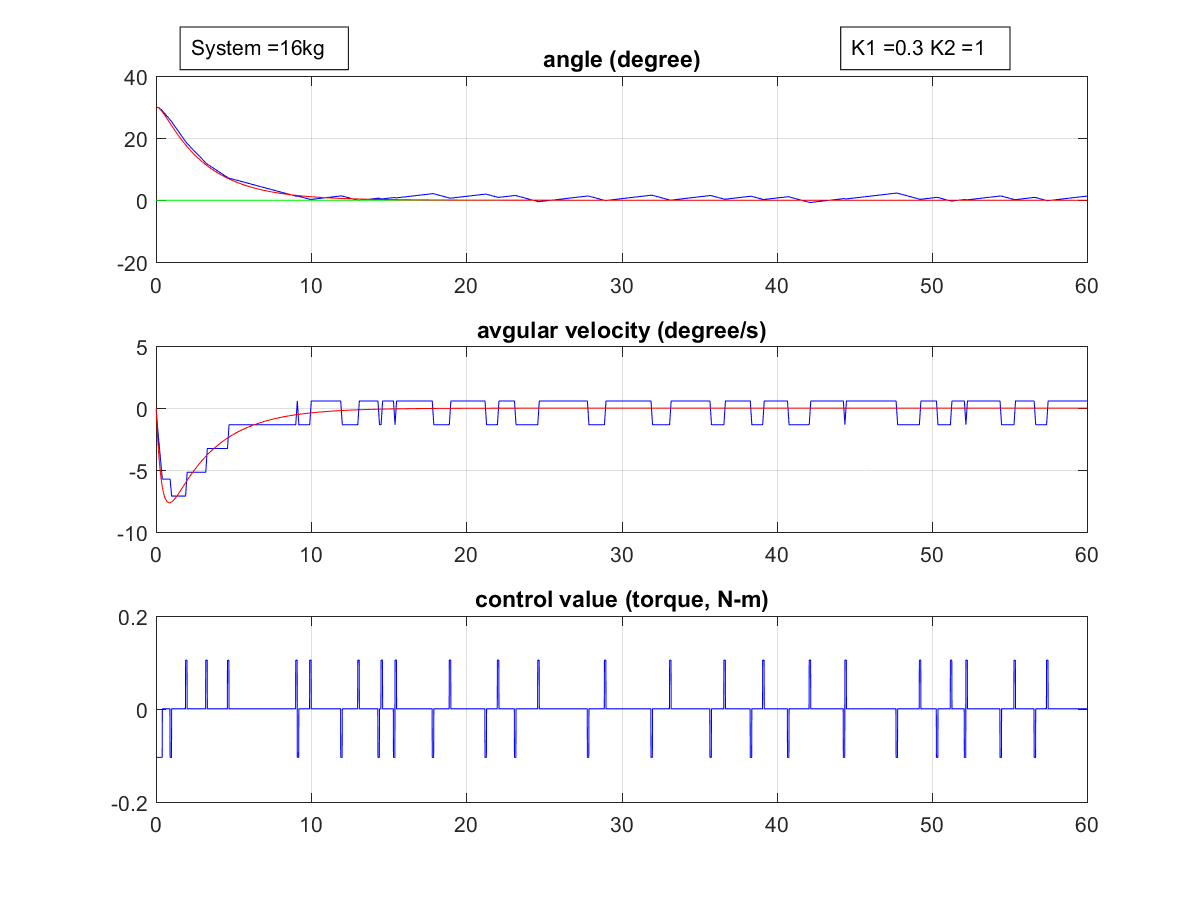 System =16kg
K1 =0.3 K2 =1
angle (degree)
40
20
0
-20
0 10 20 30 40 50 60
avgular velocity (degree/s)
5
0
-5
-10
0 10 20 30 40 50 60
control value (torque, N-m)
0.2
0
-0.2
0 10 20 30 40 50 60